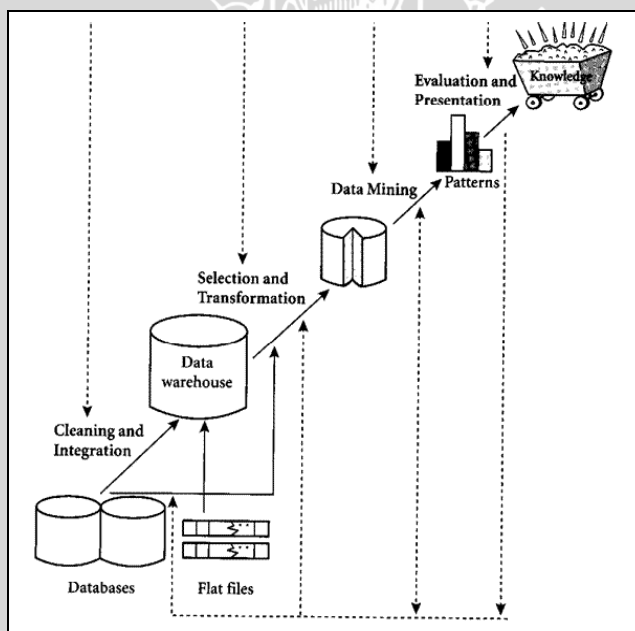 Evaluation and
Presentation
Knowledge
Patterns
Data Mining
Selection and
Transformation
Data
warehouse
Cleaning and
Integration
Databases
Flat files